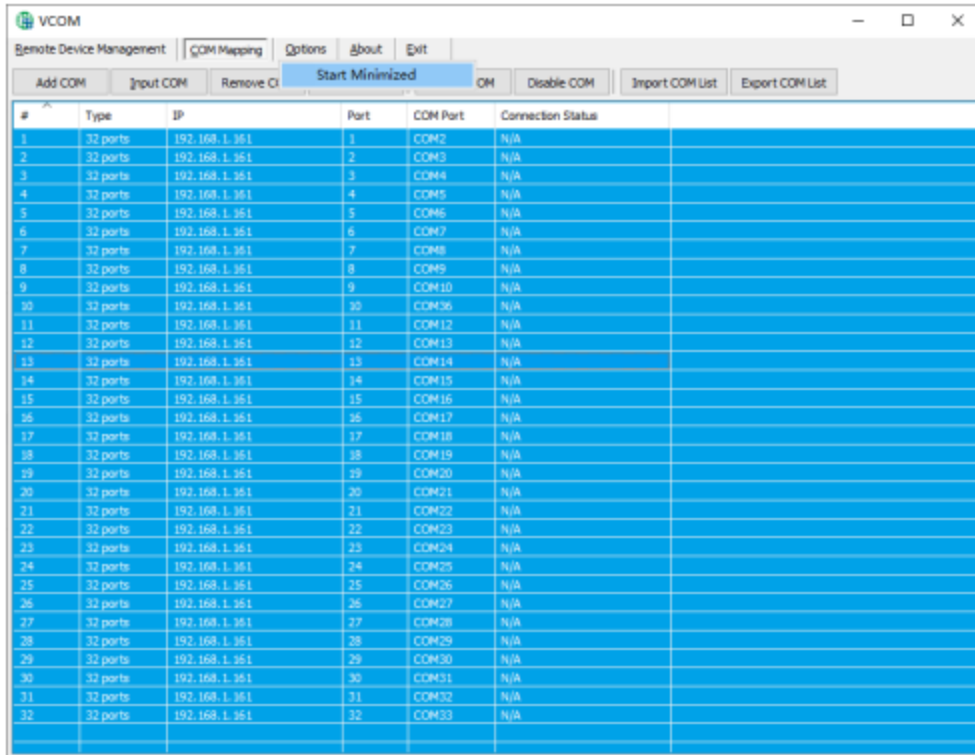 VCOM
Remote Device Management COM Mapping Options About Exit
Start Minimized
Add COM Input COM Remove OM Disable COM Import COM List Export COM List
# Type IP Port COM Port Connection Status
1 32 ports 192.168.1.161 1 COM2 N/A
2 32 ports 192.168.1.161 2 COM3 N/A
3 32 ports 192.168.1.161 3 COM4 N/A
4 32 ports 192.168.1.161 4 COM5 N/A
5 32 ports 192.168.1.161 5 COM6 N/A
6 32 ports 192.168.1.161 6 COM7 N/A
7 32 ports 192.168.1.161 7 COM8 N/A
8 32 ports 192.168.1.161 8 COM9 N/A
9 32 ports 192.168.1.161 9 COM10 N/A
10 32 ports 192.168.1.161 10 COM36 N/A
11 32 ports 192.168.1.161 11 COM12 N/A
12 32 ports 192.168.1.161 12 COM13 N/A
13 32 ports 192.168.1.161 13 COM14 N/A
14 32 ports 192.168.1.161 14 COM15 N/A
15 32 ports 192.168.1.161 15 COM16 N/A
16 32 ports 192.168.1.161 16 COM17 N/A
17 32 ports 192.168.1.161 17 COM18 N/A
18 32 ports 192.168.1.161 18 COM19 N/A
19 32 ports 192.168.1.161 19 COM20 N/A
20 32 ports 192.168.1.161 20 COM21 N/A
21 32 ports 192.168.1.161 21 COM22 N/A
22 32 ports 192.168.1.161 22 COM23 N/A
23 32 ports 192.168.1.161 23 COM24 N/A
24 32 ports 192.168.1.161 24 COM25 N/A
25 32 ports 192.168.1.161 25 COM26 N/A
26 32 ports 192.168.1.161 26 COM27 N/A
27 32 ports 192.168.1.161 27 COM28 N/A
28 32 ports 192.168.1.161 28 COM29 N/A
29 32 ports 192.168.1.161 29 COM30 N/A
30 32 ports 192.168.1.161 30 COM31 N/A
31 32 ports 192.168.1.161 31 COM32 N/A
32 32 ports 192.168.1.161 32 COM33 N/A